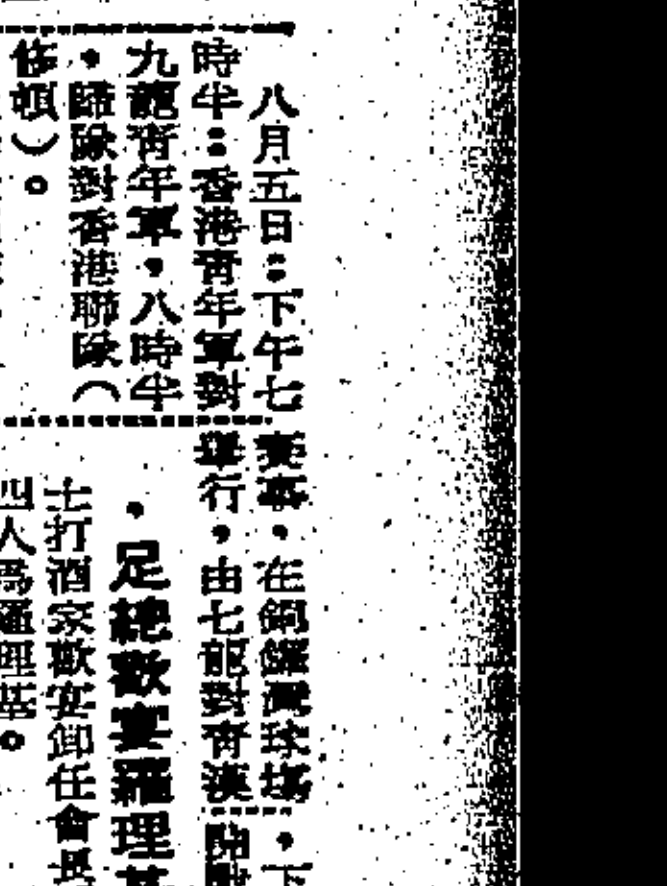 八月五日：下午七
時半：香港青年軍對
九龍青年軍，八時半
，歸隊對香港聯隊（
修頓）。
賽事，在銅鑼灣球場
舉行，由七龍對青漢
，下
，足總歡宴羅理基
士打酒家歡宴卸任會長
四人爲羅理基。